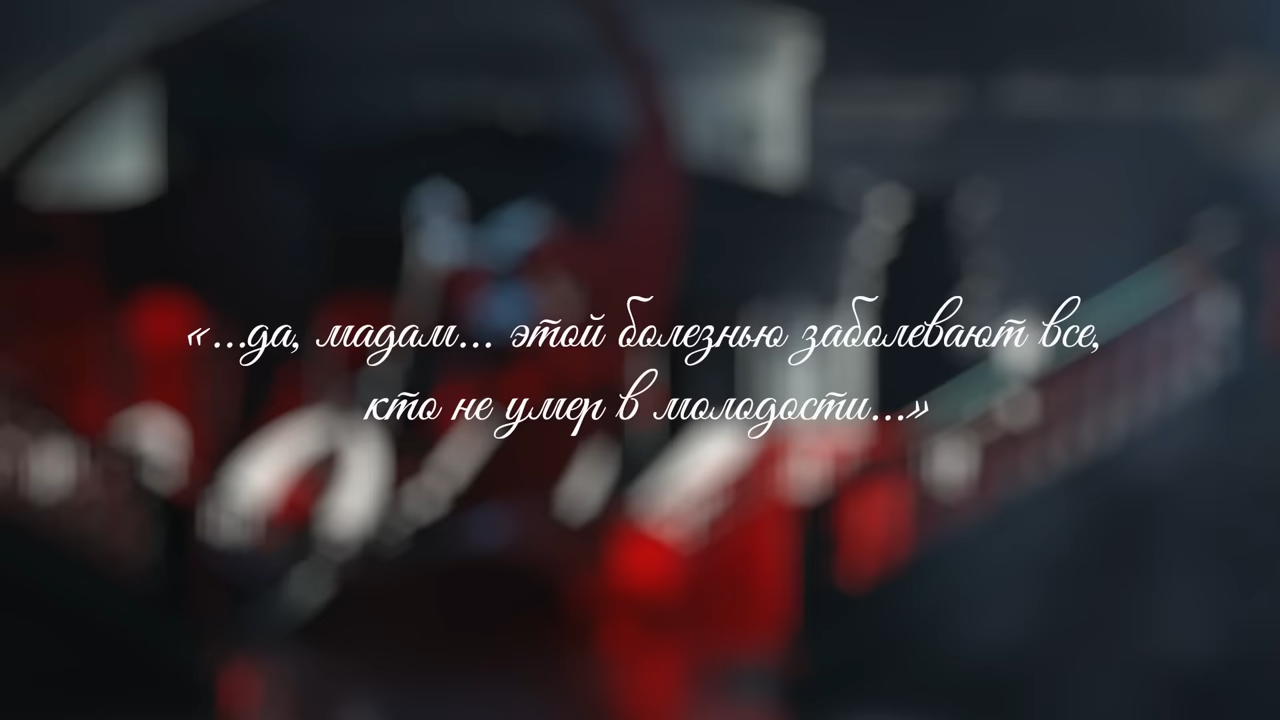 «...да, мадам... этой болезнью заболевают все,
кто не умер в молодости...»